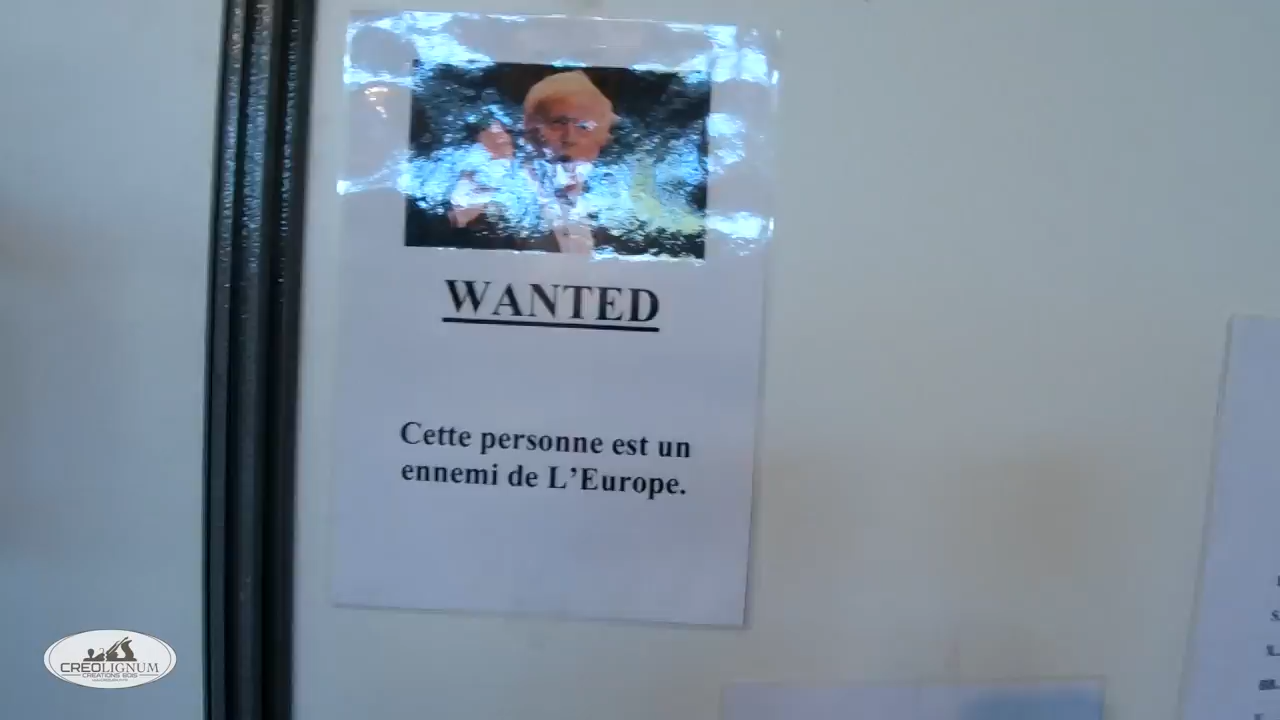 WANTED
Cette personne est un
ennemi de L’Europe.
CREOLIGNUM
CREATIONS BOIS